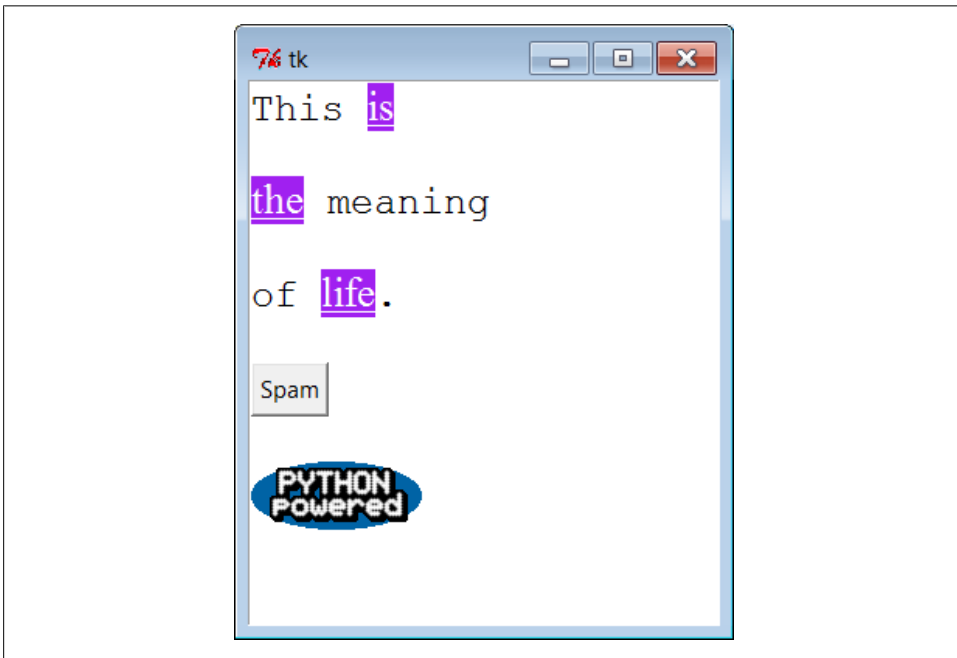 tk
This is
the meaning
of life.
Spam
PYTHON
Powered